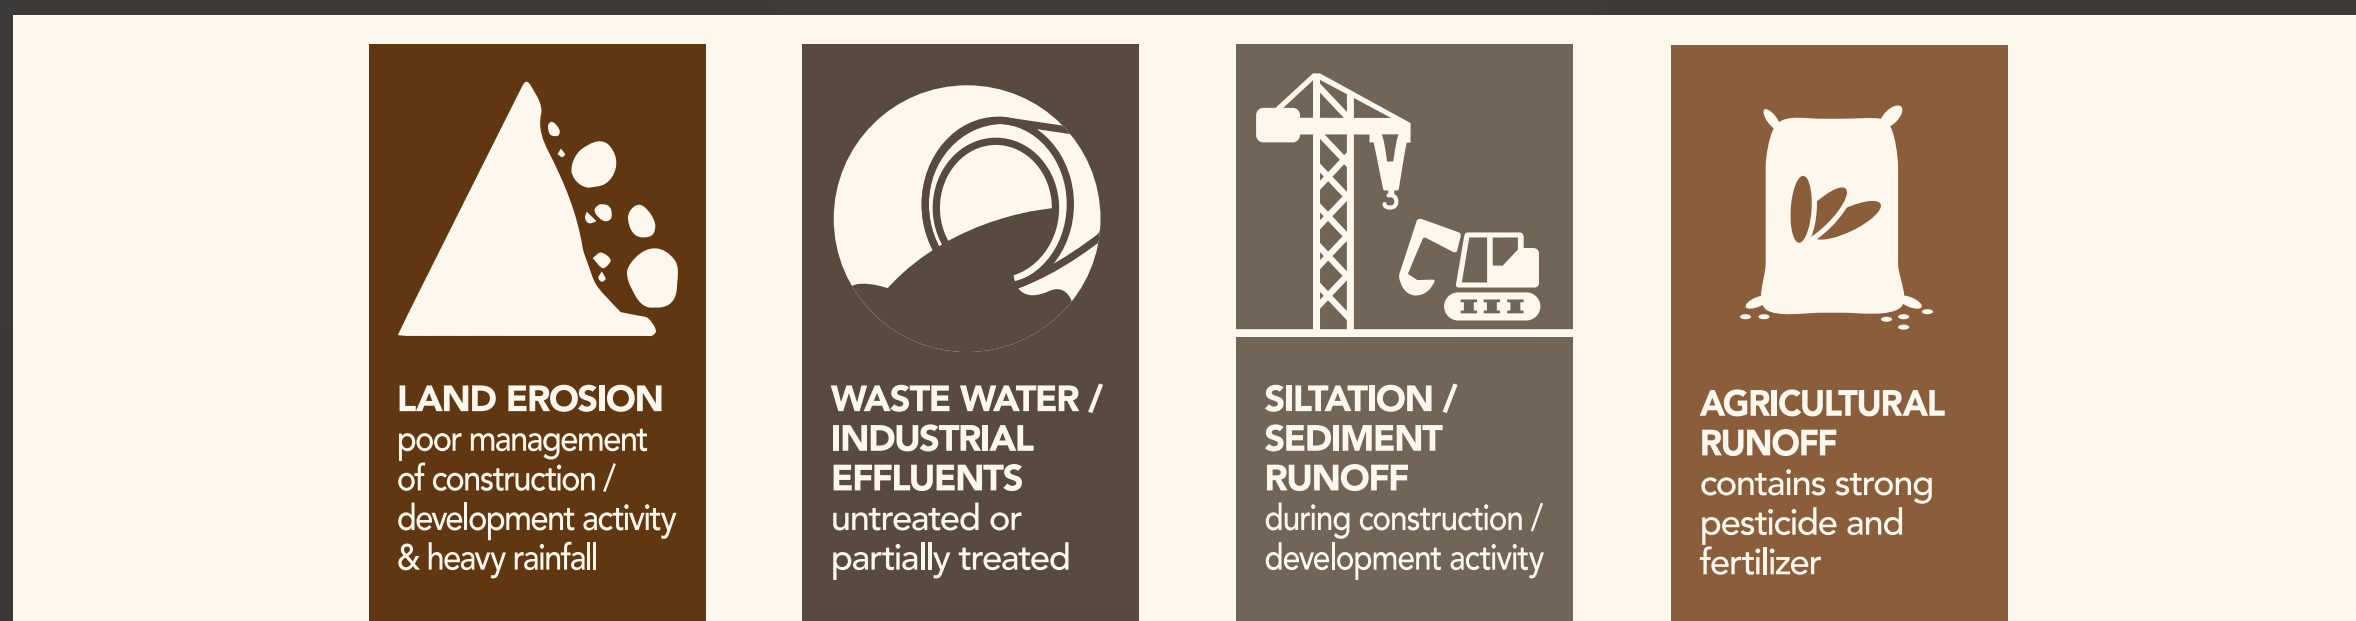 LAND EROSION
poor management
of construction /
development activity
& heavy rainfall
WASTE WATER /
INDUSTRIAL
EFFLUENTS
untreated or
partially treated
SILTATION /
SEDIMENT
RUNOFF
during construction /
development activity
AGRICULTURAL
RUNOFF
contains strong
pesticide and
fertilizer